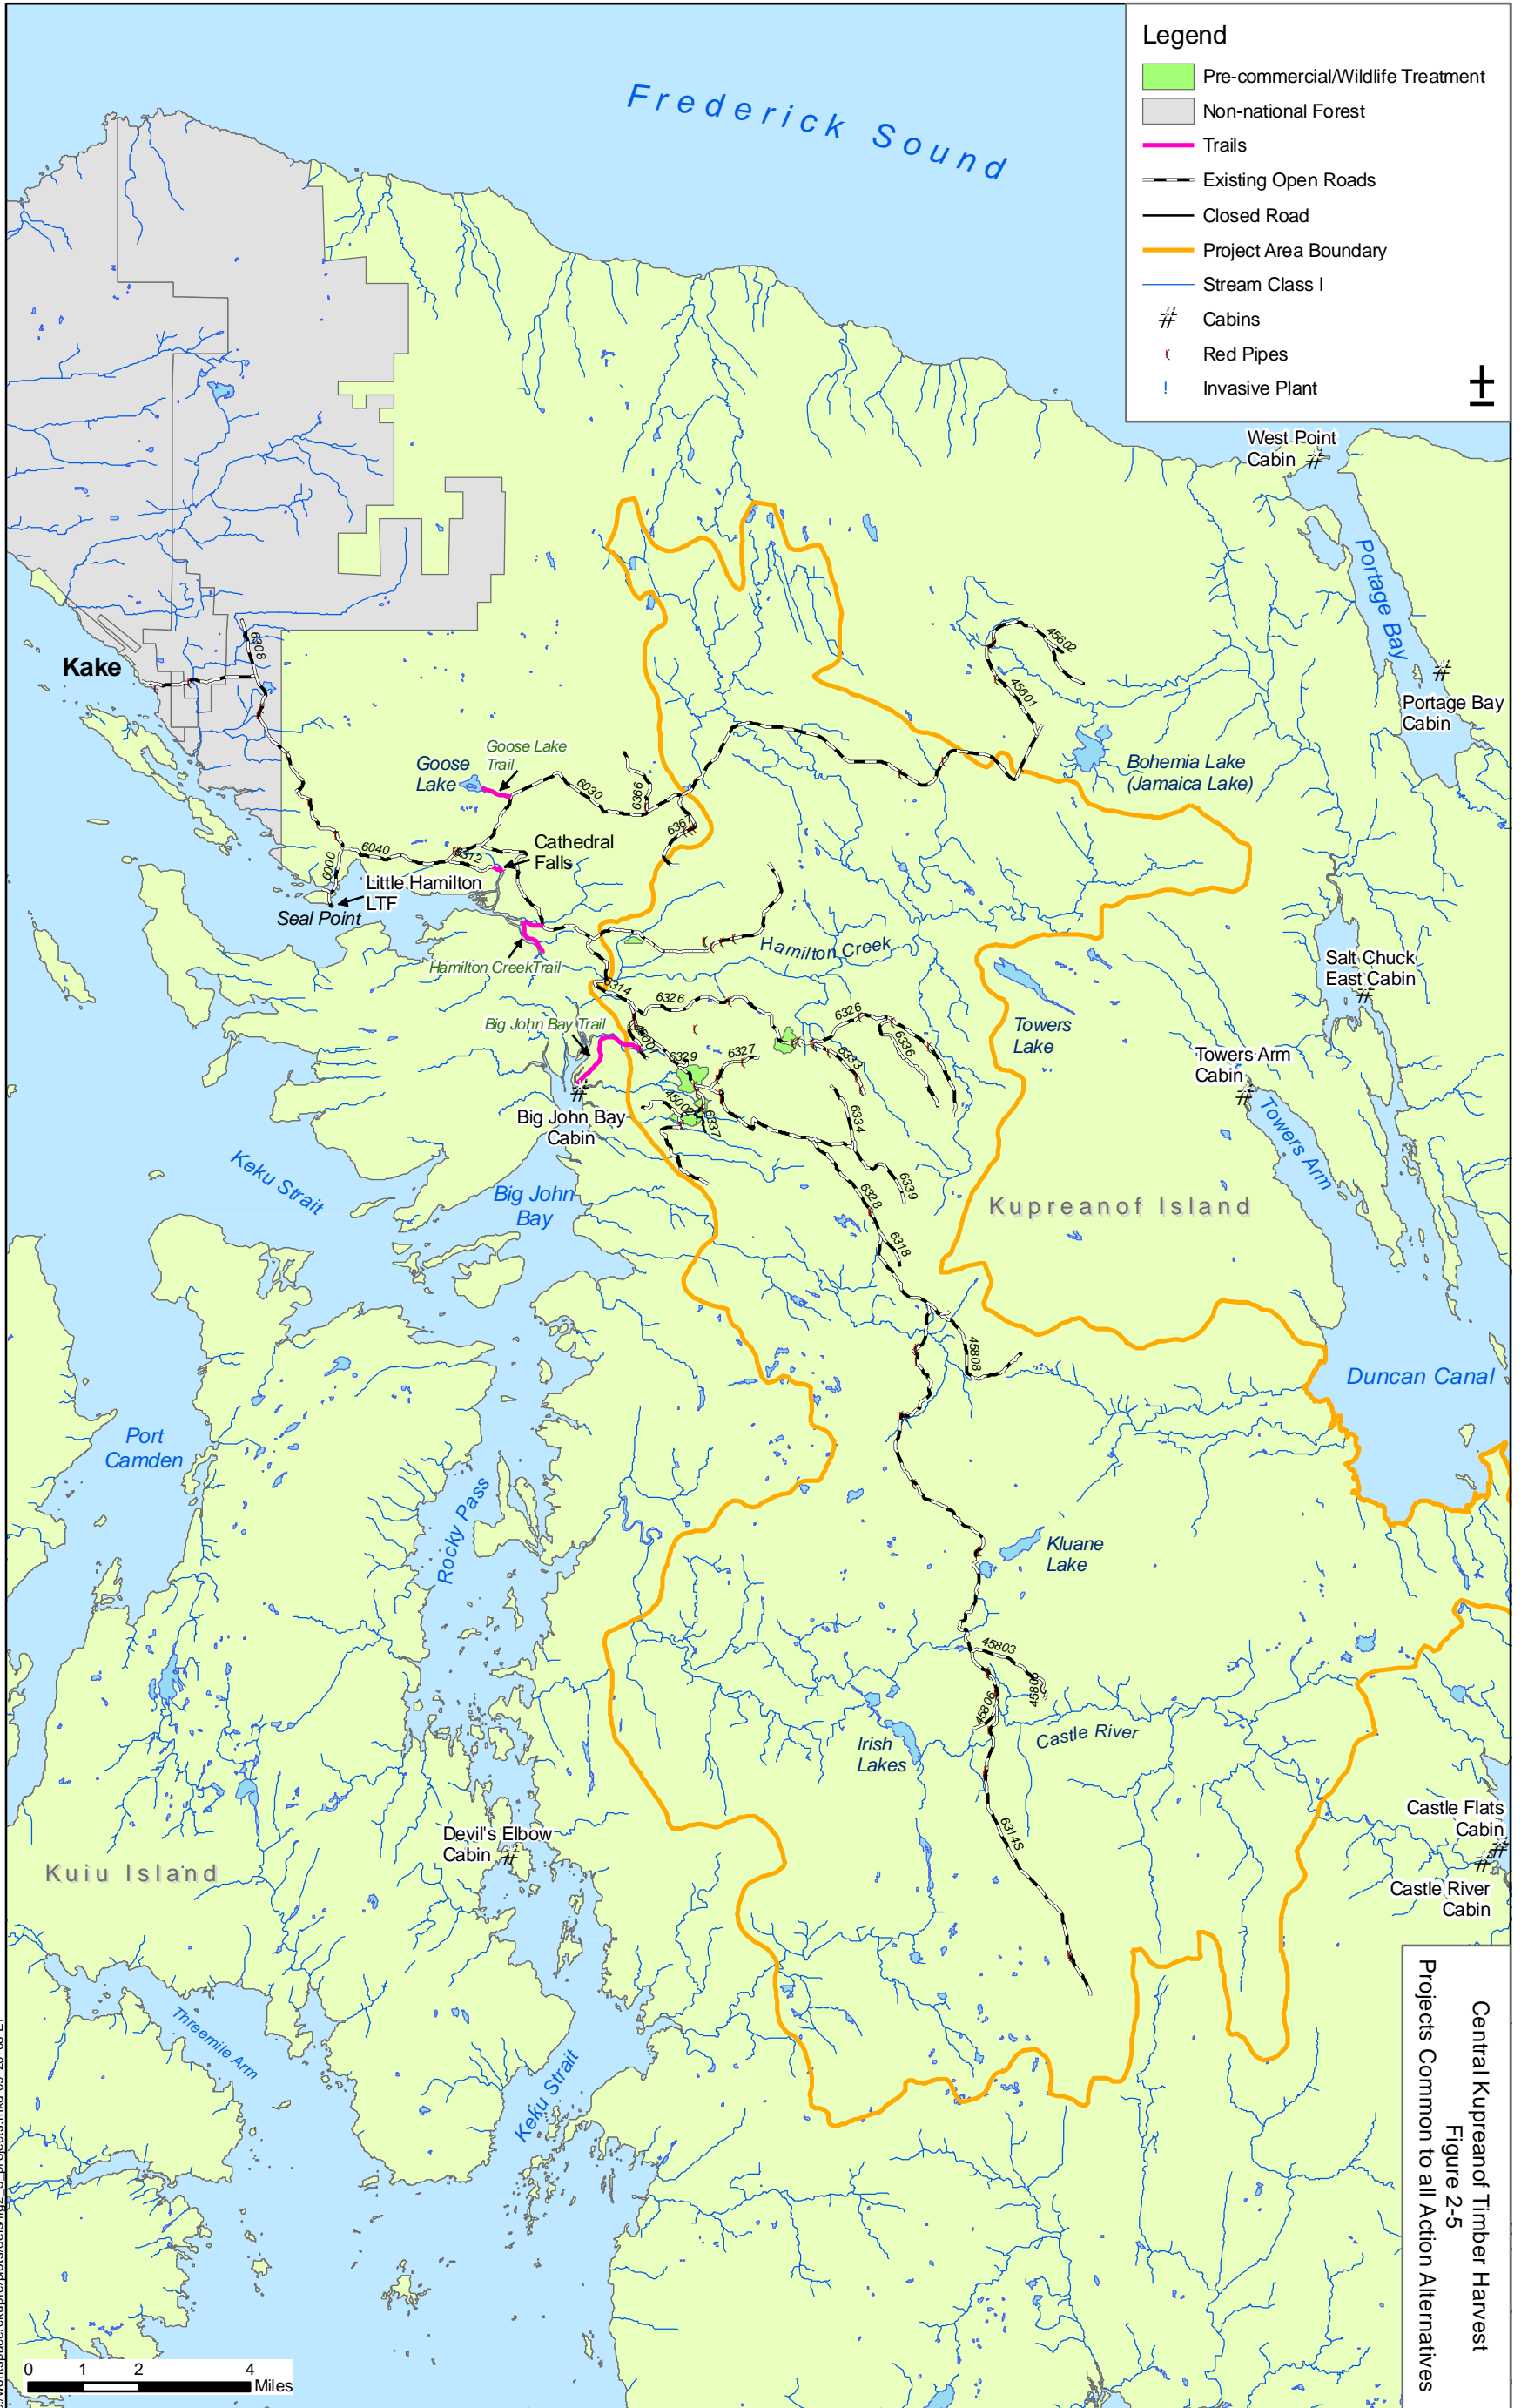 Legend
Pre-commercial/Wildlife Treatment
Non-national Forest
Trails
Existing Open Roads
Closed Road
Project Area Boundary
Stream Class I
Cabins
Red Pipes
Invasive Plant
Frederick Sound
West Point
Cabin
Portage Bay
Portage Bay
Cabin
Kake
6308
45602
45601
Bohemia Lake
(Jamaica Lake)
Goose Lake
Trail
Goose
Lake
6030
6366
6367
Cathedral
Falls
6040
6312
6000
Little Hamilton
LTF
Seal Point
Hamilton Creek
Hamilton CreekTrail
Salt Chuck
East Cabin
6314
6326
6326
Big John Bay Trail
Towers
Lake
6336
6329
6327
6333
Towers Arm
Cabin
Towers Arm
45002
6337
6334
Big John Bay
Cabin
Keku Strait
Big John
Bay
6339
6328
Kupreanof Island
6318
45808
Duncan Canal
Port
Camden
Rocky Pass
Kluane
Lake
45803
45806
Castle River
Irish
Lakes
6314S
Castle Flats
Cabin
Castle River
Cabin
Devil's Elbow
Cabin
Kuiu Island
Threemile Arm
Keku Strait
Central Kupreanof Timber Harvest
Figure 2-5
Projects Common to all Action Alternatives
0 1 2 4
Miles